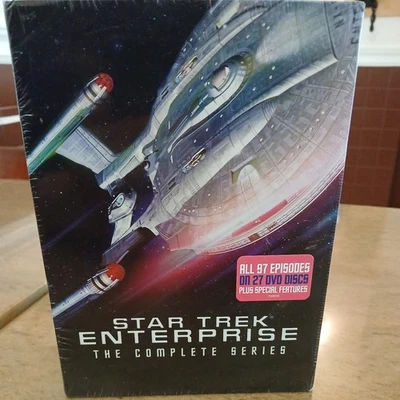 ALL 97 EPISODES
ON 27 DVD DISCS
PLUS SPECIAL FEATURES
STAR TREK
ENTERPRISE
THE COMPLETE SERIES